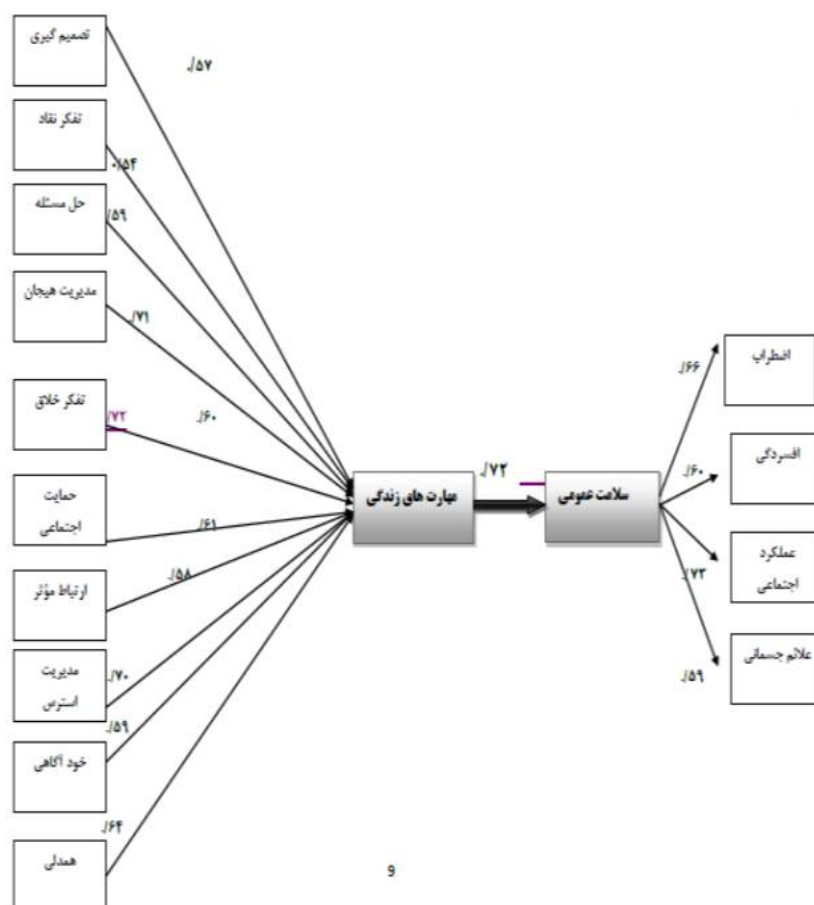 تصمیم گیری
./۵۷
تفکر نقاد
۰/۵۴
حل مسئله
/۵۹
مدیریت هیجان
./۷۱
تفکر خلاق
/۷۲
./۶۰
حمایت
اجتماعی
./۶۱
ارتباط مؤثر
./۵۸
مدیریت
استرس
./۷۰
خود آگاهی
./۵۹
همدلی
./۶۴
مهارت های زندگی
./۷۲
سلامت عمومی
./۶۶
اضطراب
./۶۰
افسردگی
./۷۳
عملکرد
اجتماعی
./۵۹
علائم جسمانی
9